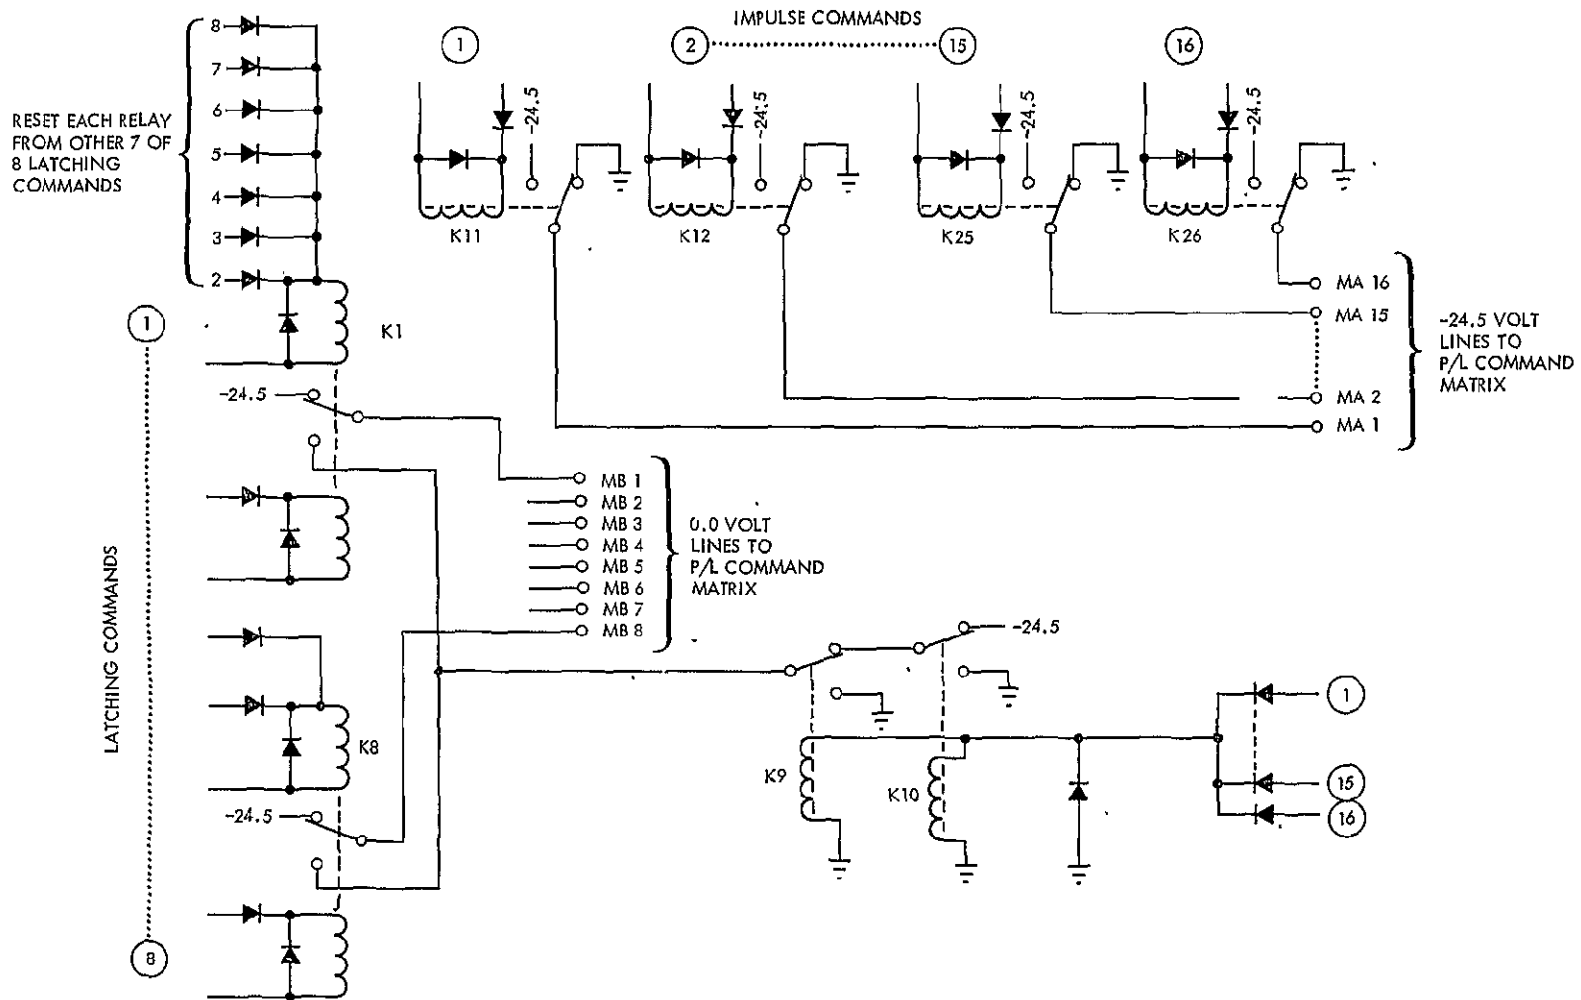 IMPULSE COMMANDS
1
2
15
16
8
7
6
5
4
3
2
RESET EACH RELAY
FROM OTHER 7 OF
8 LATCHING
COMMANDS
-24.5
-24.5
-24.5
-24.5
K11
K12
K25
K26
1
K1
MA 16
MA 15
MA 2
MA 1
-24.5 VOLT
LINES TO
P/L COMMAND
MATRIX
-24.5
MB 1
MB 2
MB 3
MB 4
MB 5
MB 6
MB 7
MB 8
0.0 VOLT
LINES TO
P/L COMMAND
MATRIX
LATCHING COMMANDS
-24.5
K8
K9
K10
1
15
16
-24.5
8